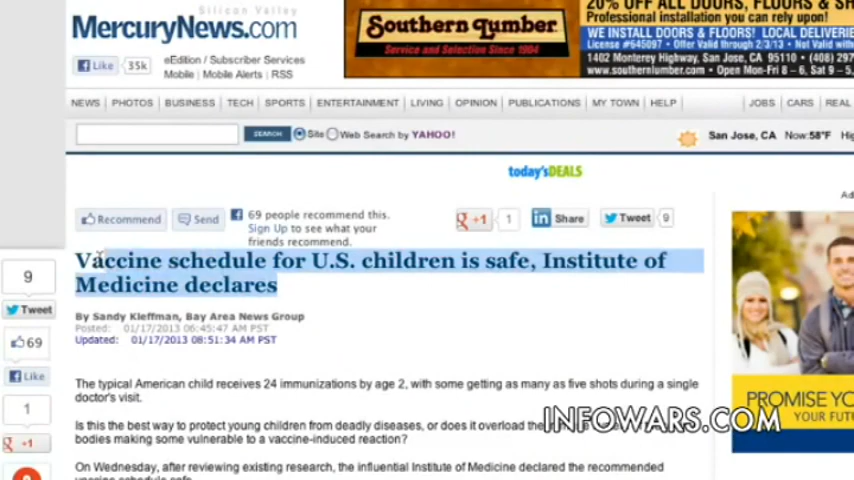 Silicon Valley
MercuryNews.com
Like 35k
eEdition / Subscriber Services
Mobile | Mobile Alerts | RSS
Southern Lumber
Service and Selection Since 1904
20% OFF ALL DOORS, FLOORS & SH
Professional installation you can rely upon!
WE INSTALL DOORS & FLOORS! LOCAL DELIVERIE
License #645097 • Offer Valid through 2/3/13 • Not Valid with
1402 Monterey Highway, San Jose, CA 95110 • (408) 297
www.southernlumber.com • Open Mon-Fri 8 – 6, Sat 9 – 5,
NEWS | PHOTOS | BUSINESS | TECH | SPORTS | ENTERTAINMENT | LIVING | OPINION | PUBLICATIONS | MY TOWN | HELP
JOBS | CARS | REAL
SEARCH Site Web Search by YAHOO!
San Jose, CA Now: 58°F Hig
today'sDEALS
Ad
Recommend Send
69 people recommend this.
Sign Up to see what your
friends recommend.
+1 1
Share
Tweet 9
Vaccine schedule for U.S. children is safe, Institute of
Medicine declares
By Sandy Kleffman, Bay Area News Group
Posted: 01/17/2013 06:45:47 AM PST
Updated: 01/17/2013 08:51:34 AM PST
9
Tweet
69
Like
1
+1
The typical American child receives 24 immunizations by age 2, with some getting as many as five shots during a single
doctor's visit.
Is this the best way to protect young children from deadly diseases, or does it overload the
bodies making some vulnerable to a vaccine-induced reaction?
On Wednesday, after reviewing existing research, the influential Institute of Medicine declared the recommended
vaccine schedule safe.
PROMISE YO
YOUR FUTU
INFOWARS.COM